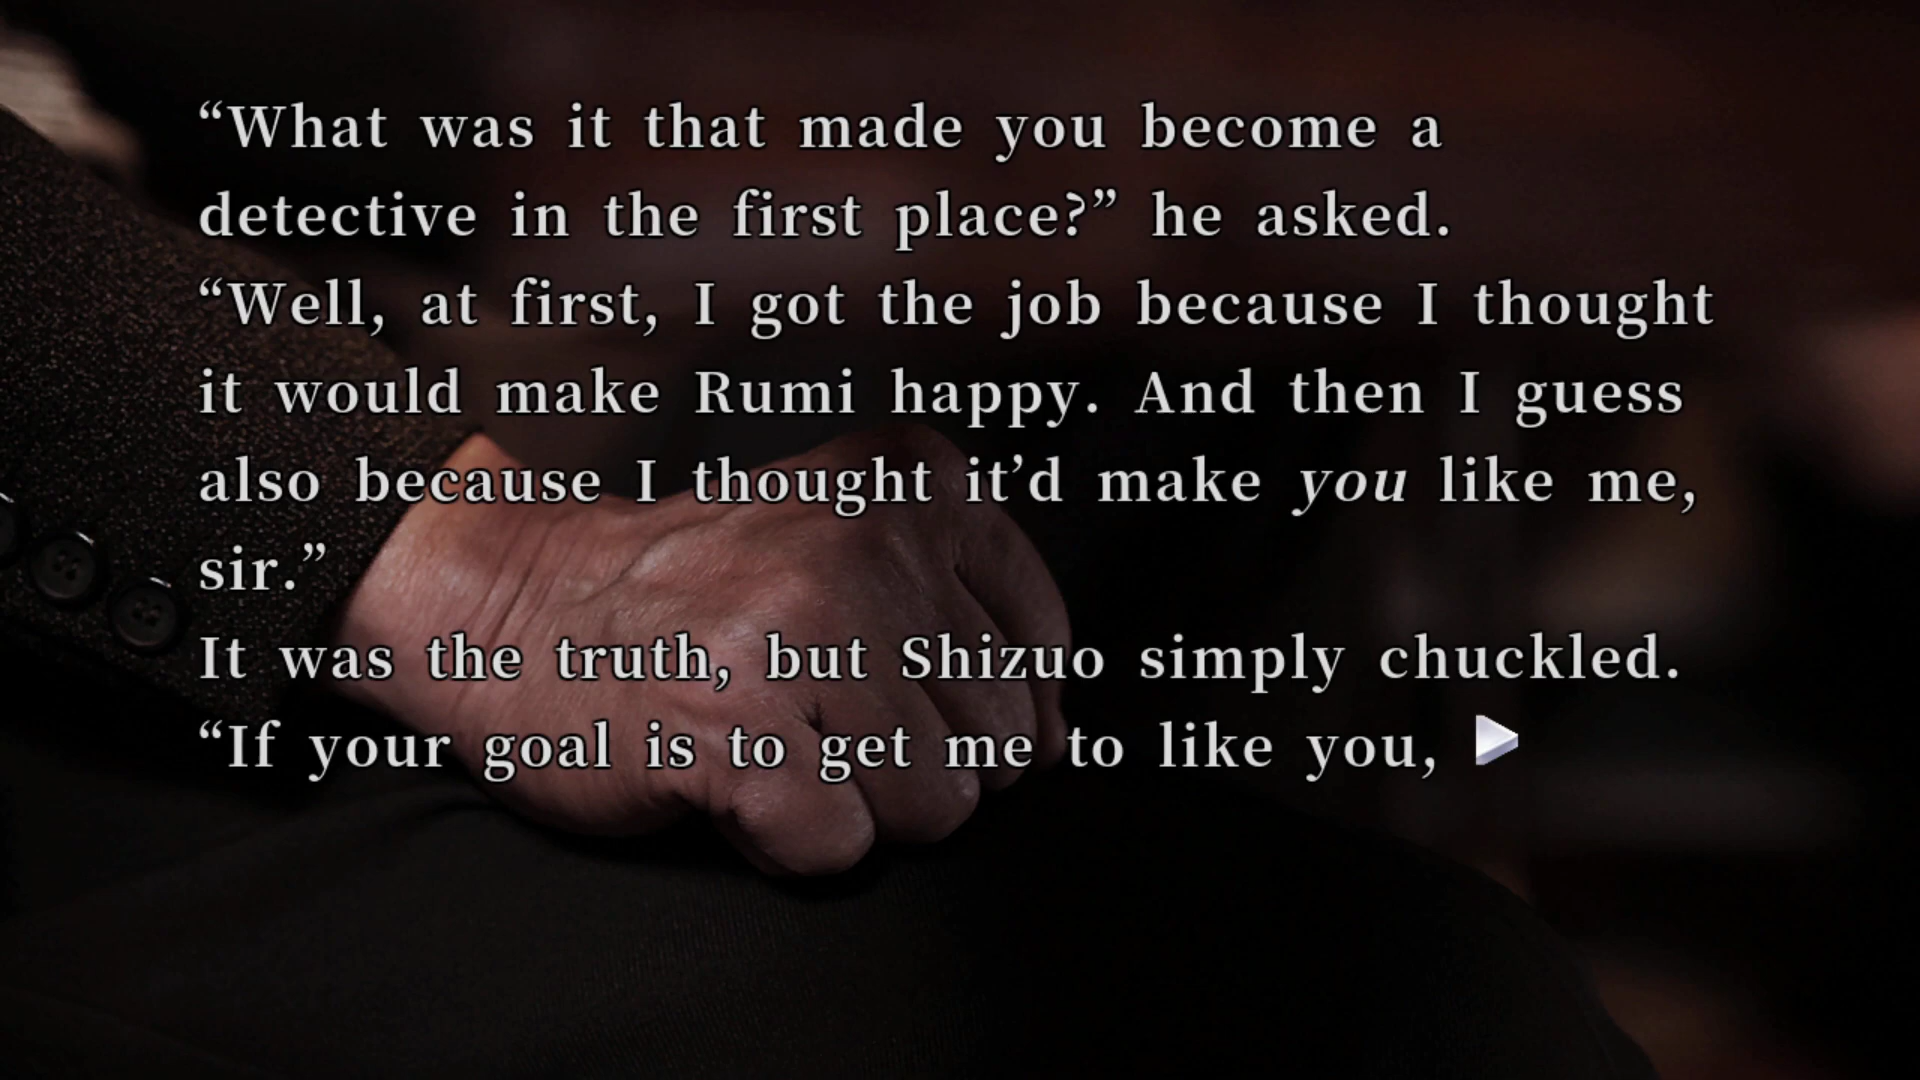 “What was it that made you become a
detective in the first place?” he asked.
“Well, at first, I got the job because I thought
it would make Rumi happy. And then I guess
also because I thought it’d make you like me,
sir.”
It was the truth, but Shizuo simply chuckled.
“If your goal is to get me to like you,